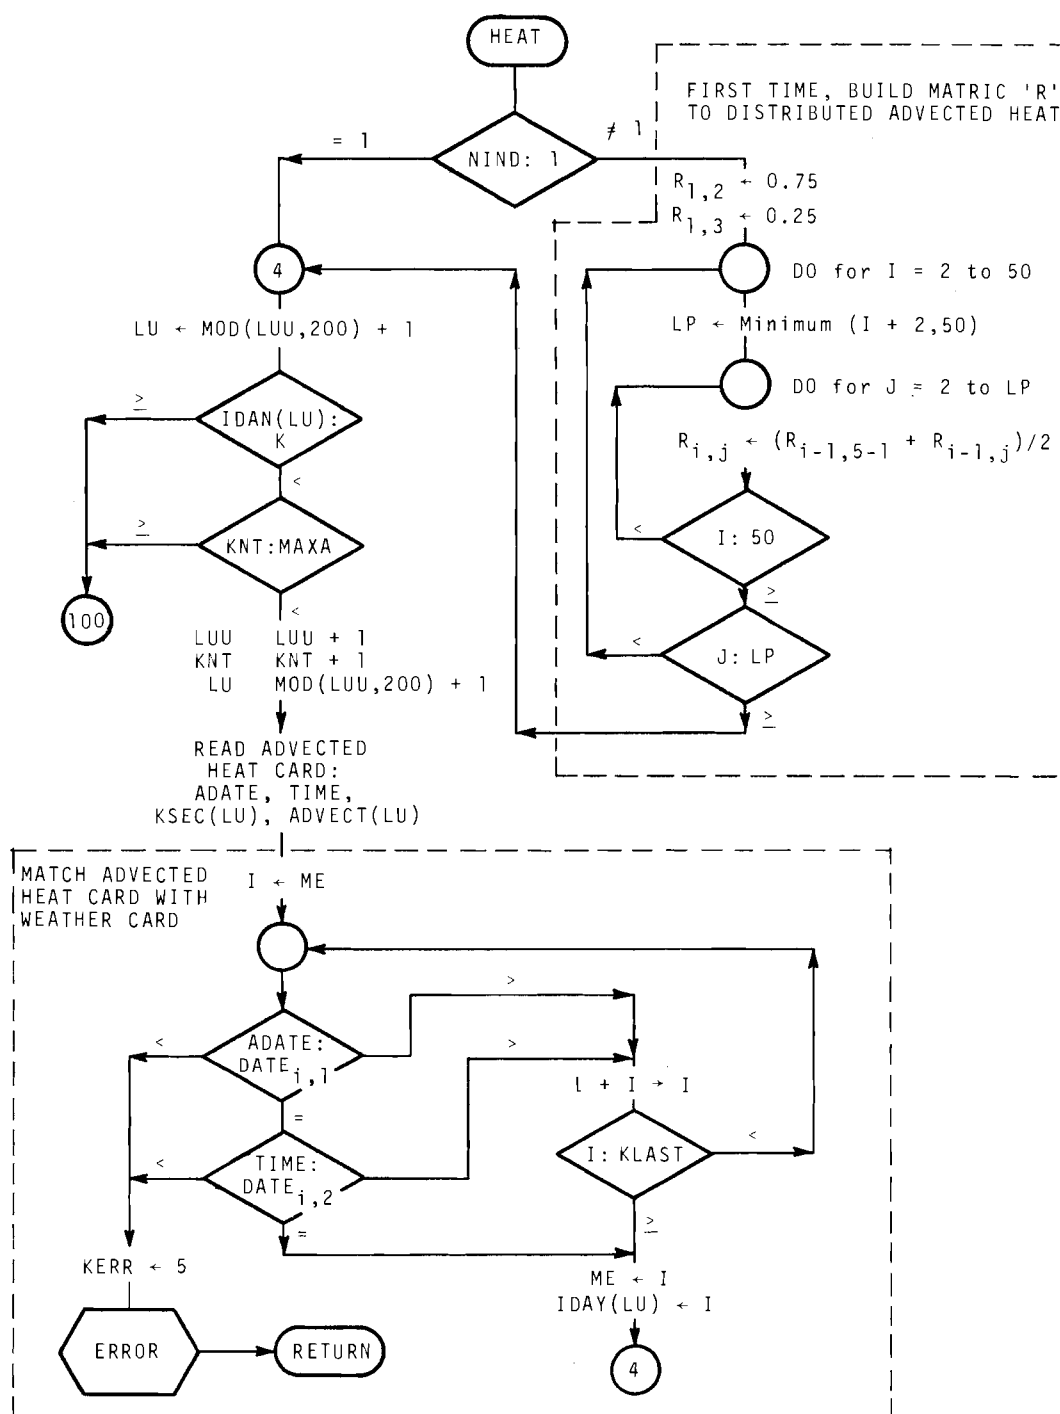 HEAT
FIRST TIME, BUILD MATRIC 'R'
TO DISTRIBUTED ADVECTED HEAT
= 1
≠ 1
NIND: 1
R1,2 ← 0.75
R1,3 ← 0.25
4
DO for I = 2 to 50
LU ← MOD(LUU,200) + 1
LP ← Minimum (I + 2,50)
≥
IDAN(LU):
K
<
DO for J = 2 to LP
Ri,j ← (Ri-1,5-1 + Ri-1,j)/2
≥
KNT:MAXA
<
<
I: 50
≥
100
LUU LUU + 1
KNT KNT + 1
LU MOD(LUU,200) + 1
<
J: LP
≥
READ ADVECTED
HEAT CARD:
ADATE, TIME,
KSEC(LU), ADVECT(LU)
MATCH ADVECTED
HEAT CARD WITH
WEATHER CARD
I ← ME
>
<
ADATE:
DATEi,1
>
=
1 + I → I
<
TIME:
DATEi,2
=
I: KLAST
<
≥
KERR ← 5
ME ← I
IDAY(LU) ← I
ERROR
RETURN
4